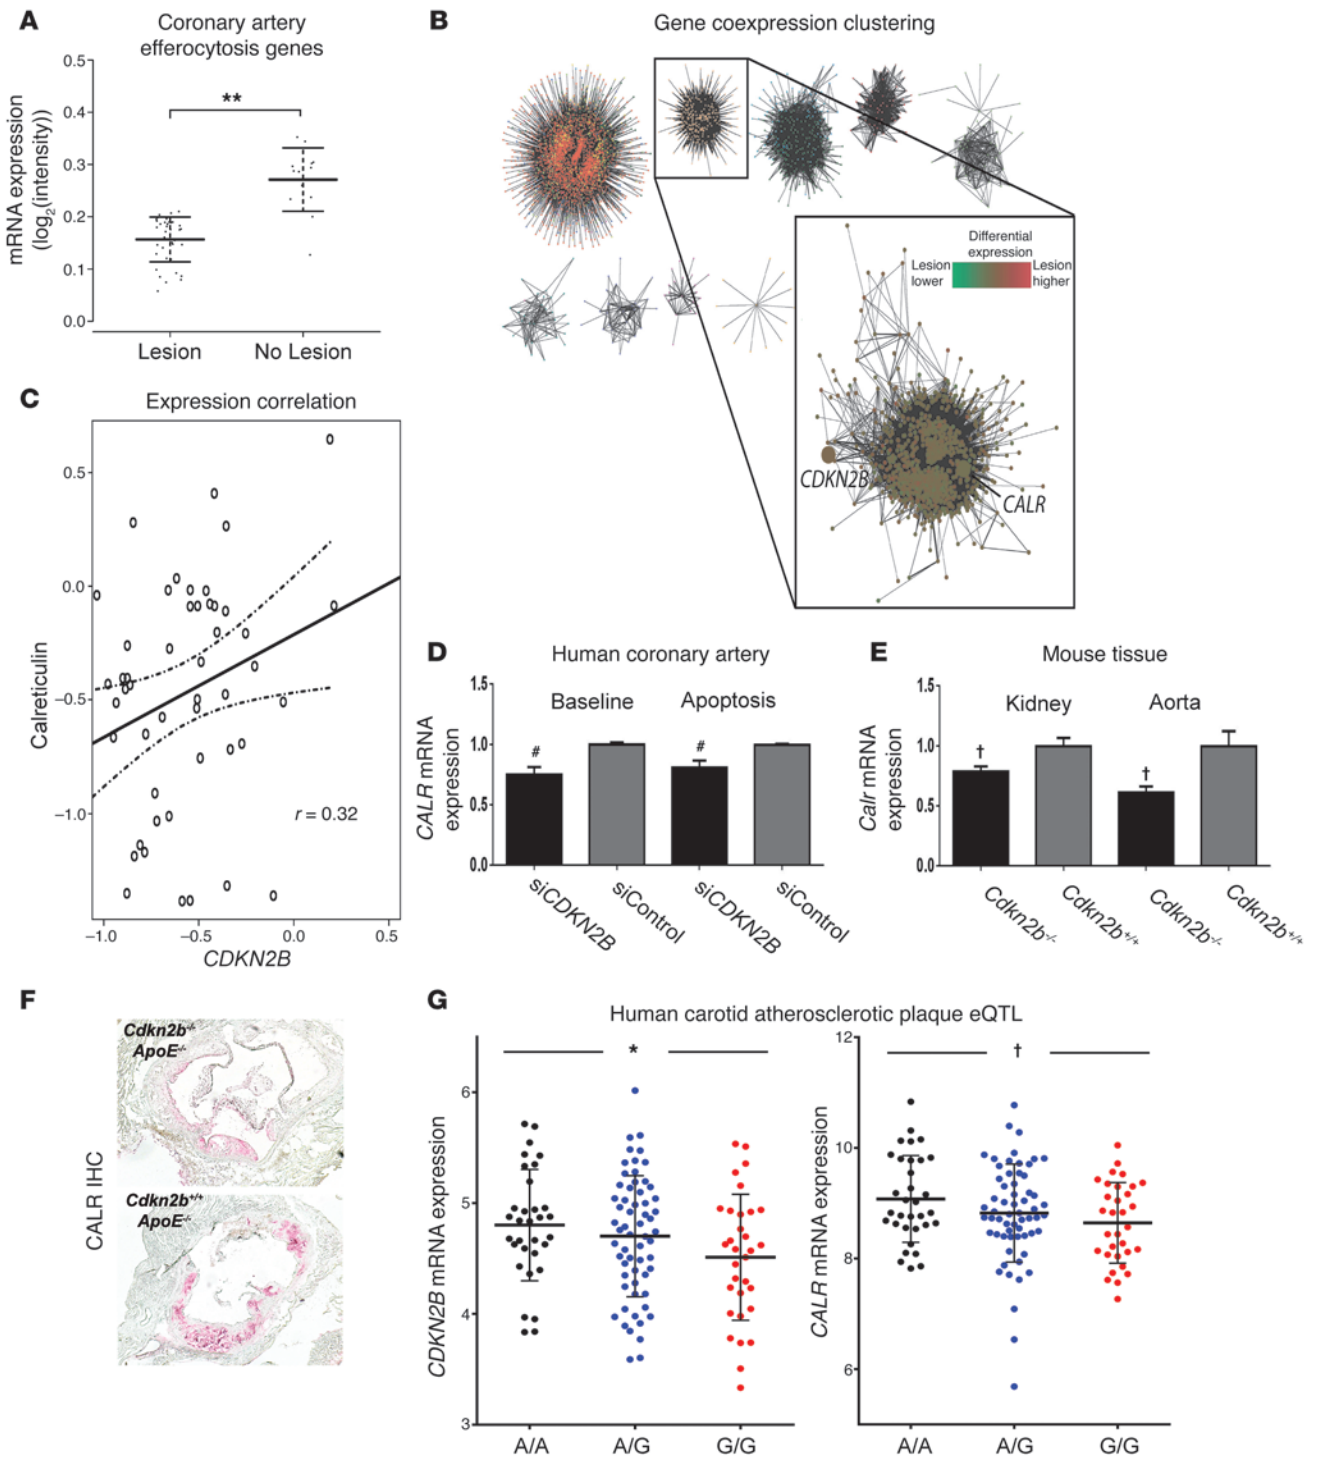 A
Coronary artery
efferocytosis genes
mRNA expression
(log2(intensity))
0.5
0.4
0.3
0.2
0.1
0.0
**
Lesion
No Lesion
B
Gene coexpression clustering
Differential
expression
Lesion
lower
Lesion
higher
CDKN2B
CALR
C
Expression correlation
Calreticulin
0.5
0.0
−0.5
−1.0
r = 0.32
−1.0
−0.5
0.0
0.5
CDKN2B
D
Human coronary artery
CALR mRNA
expression
1.5
1.0
0.5
0.0
Baseline
Apoptosis
#
#
siCDKN2B
siControl
siCDKN2B
siControl
E
Mouse tissue
Calr mRNA
expression
1.5
1.0
0.5
0.0
Kidney
Aorta
†
†
Cdkn2b-/-
Cdkn2b+/+
Cdkn2b-/-
Cdkn2b+/+
F
CALR IHC
Cdkn2b-/-
ApoE-/-
Cdkn2b+/+
ApoE-/-
G
Human carotid atherosclerotic plaque eQTL
CDKN2B mRNA expression
6
5
4
3
*
A/A
A/G
G/G
CALR mRNA expression
12
10
8
6
†
A/A
A/G
G/G